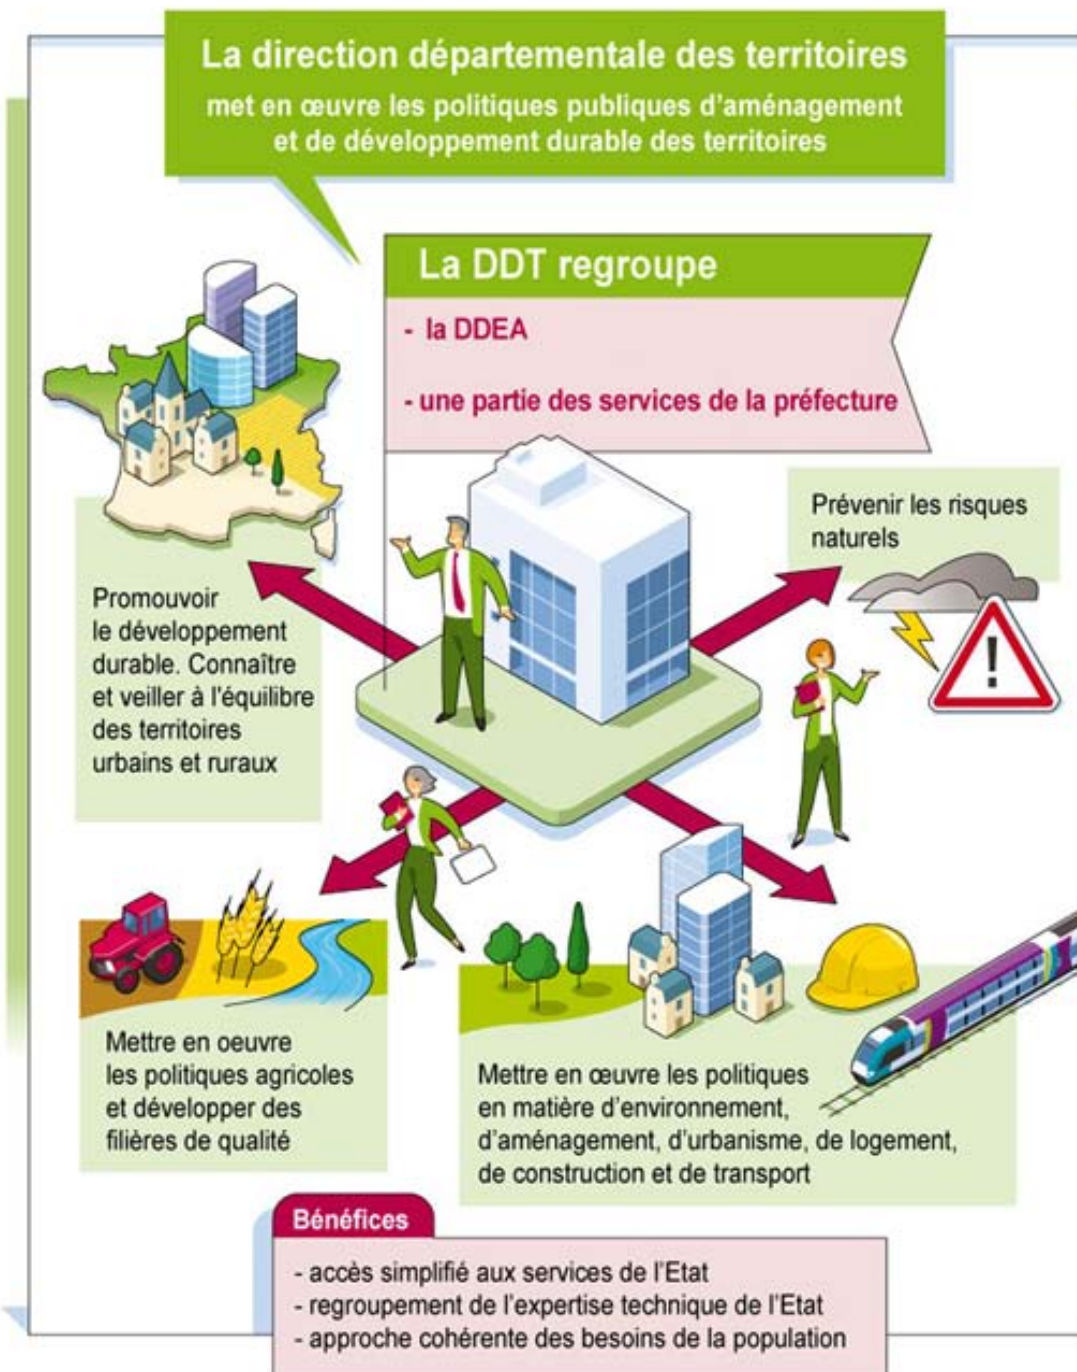 La direction départementale des territoires
met en œuvre les politiques publiques d'aménagement
et de développement durable des territoires
La DDT regroupe
- la DDEA
- une partie des services de la préfecture
Prévenir les risques
naturels
!
Promouvoir
le développement
durable. Connaître
et veiller à l'équilibre
des territoires
urbains et ruraux
Mettre en oeuvre
les politiques agricoles
et développer des
filières de qualité
Mettre en œuvre les politiques
en matière d'environnement,
d'aménagement, d'urbanisme, de logement,
de construction et de transport
Bénéfices
- accès simplifié aux services de l'Etat
- regroupement de l'expertise technique de l'Etat
- approche cohérente des besoins de la population